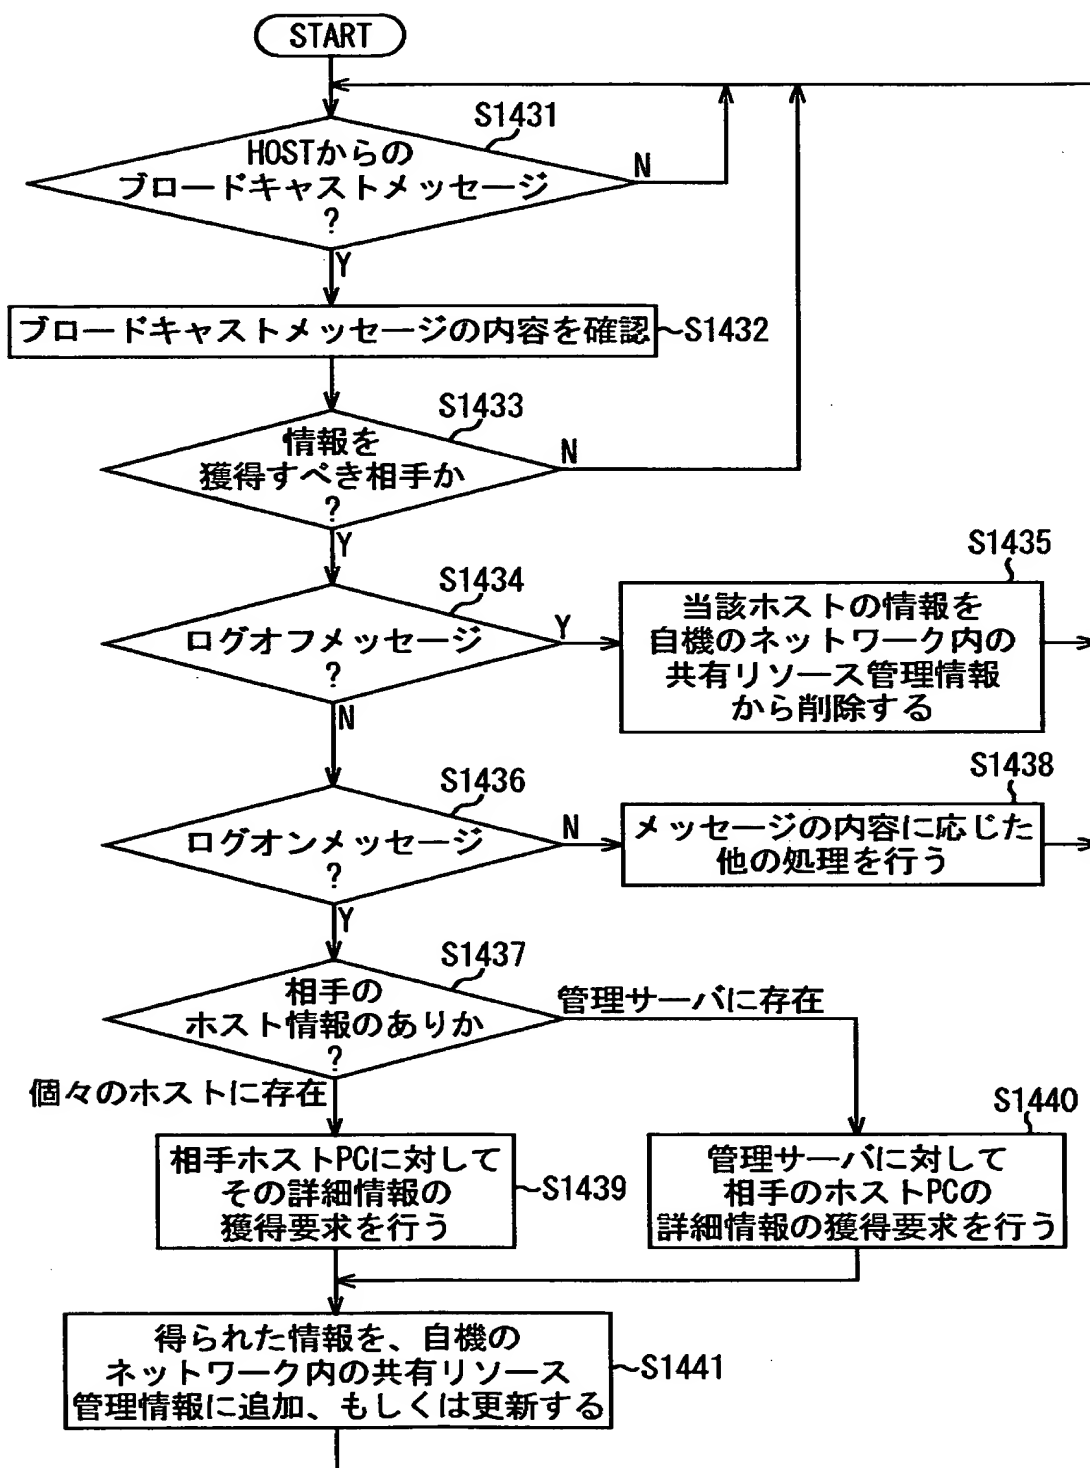 START
S1431
HOSTからの
ブロードキャストメッセージ
?
N
Y
ブロードキャストメッセージの内容を確認
S1432
S1433
情報を
獲得すべき相手か
?
N
Y
S1434
ログオフメッセージ
?
Y
N
S1435
当該ホストの情報を
自機のネットワーク内の
共有リソース管理情報
から削除する
S1436
ログオンメッセージ
?
N
Y
S1438
メッセージの内容に応じた
他の処理を行う
S1437
相手の
ホスト情報のありか
?
管理サーバに存在
個々のホストに存在
相手ホストPCに対して
その詳細情報の
獲得要求を行う
S1439
S1440
管理サーバに対して
相手のホストPCの
詳細情報の獲得要求を行う
得られた情報を、自機の
ネットワーク内の共有リソース
管理情報に追加、もしくは更新する
S1441